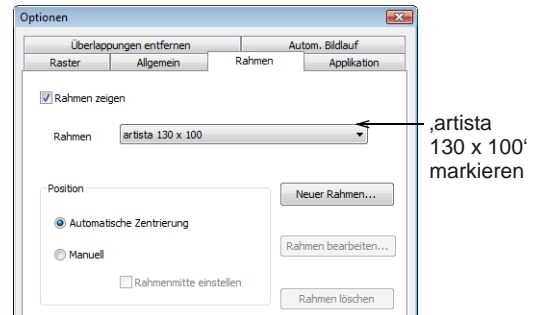 Optionen
Überlappungen entfernen
Autom. Bildlauf
Raster
Allgemein
Rahmen
Applikation
Rahmen zeigen
Rahmen
artista 130 x 100
‚artista
130 x 100‘
markieren
Position
Automatische Zentrierung
Manuell
Rahmenmitte einstellen
Neuer Rahmen...
Rahmen bearbeiten...
Rahmen löschen